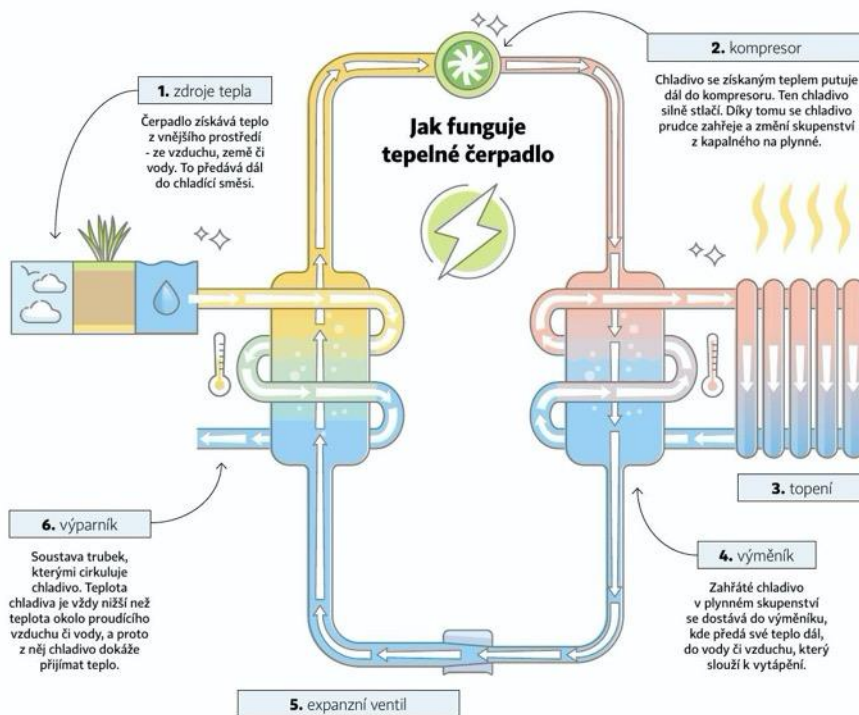 Jak funguje
tepelné čerpadlo
1. zdroje tepla
Čerpadlo získává teplo
z vnějšího prostředí
- ze vzduchu, země či
vody. To předává dál
do chladící směsi.
2. kompresor
Chladivo se získaným teplem putuje
dál do kompresoru. Ten chladivo
silně stlačí. Díky tomu se chladivo
prudce zahřeje a změní skupenství
z kapalného na plynné.
3. topení
4. výměník
Zahřáté chladivo
v plynném skupenství
se dostává do výměníku,
kde předá své teplo dál,
do vody či vzduchu, který
slouží k vytápění.
5. expanzní ventil
6. výparník
Soustava trubek,
kterými cirkuluje
chladivo. Teplota
chladiva je vždy nižší než
teplota okolo proudícího
vzduchu či vody, a proto
z něj chladivo dokáže
přijímat teplo.